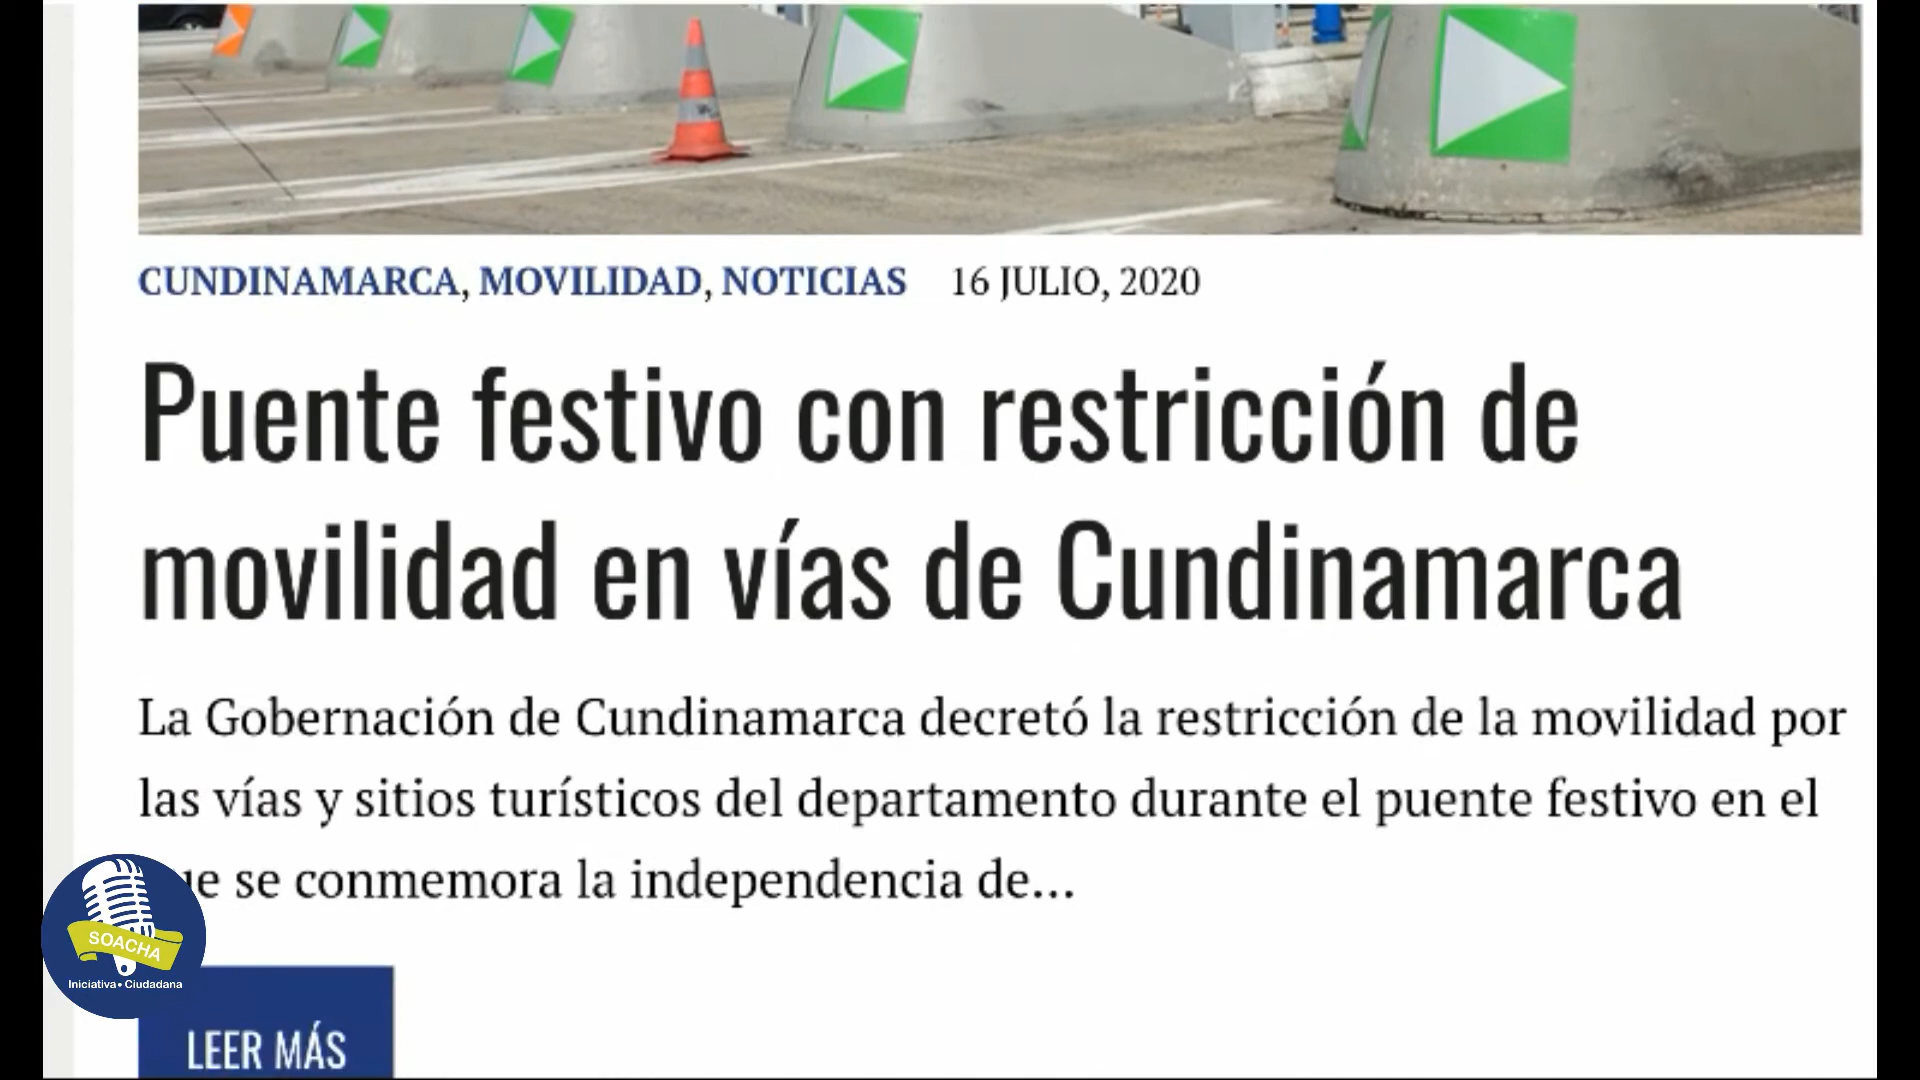 CUNDINAMARCA, MOVILIDAD, NOTICIAS 16 JULIO, 2020
Puente festivo con restricción de
movilidad en vías de Cundinamarca
La Gobernación de Cundinamarca decretó la restricción de la movilidad por
las vías y sitios turísticos del departamento durante el puente festivo en el
se conmemora la independencia de...
SOACHA
Iniciativa • Ciudadana
LEER MÁS